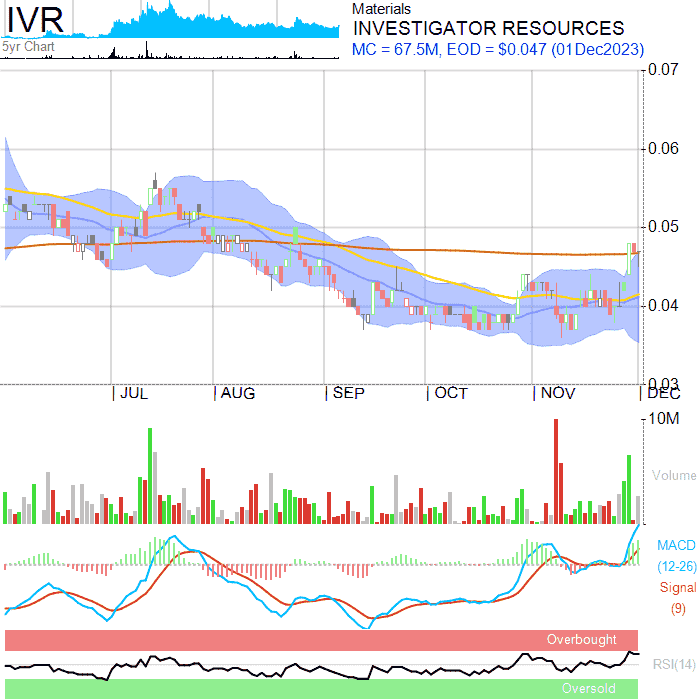 IVR
5yr Chart
Materials
INVESTIGATOR RESOURCES
MC = 67.5M, EOD = $0.047 (01Dec2023)
0.07
0.06
0.05
0.04
0.03
JUL
AUG
SEP
OCT
NOV
DEC
10M
Volume
MACD
(12-26)
Signal
(9)
Overbought
RSI(14)
Oversold